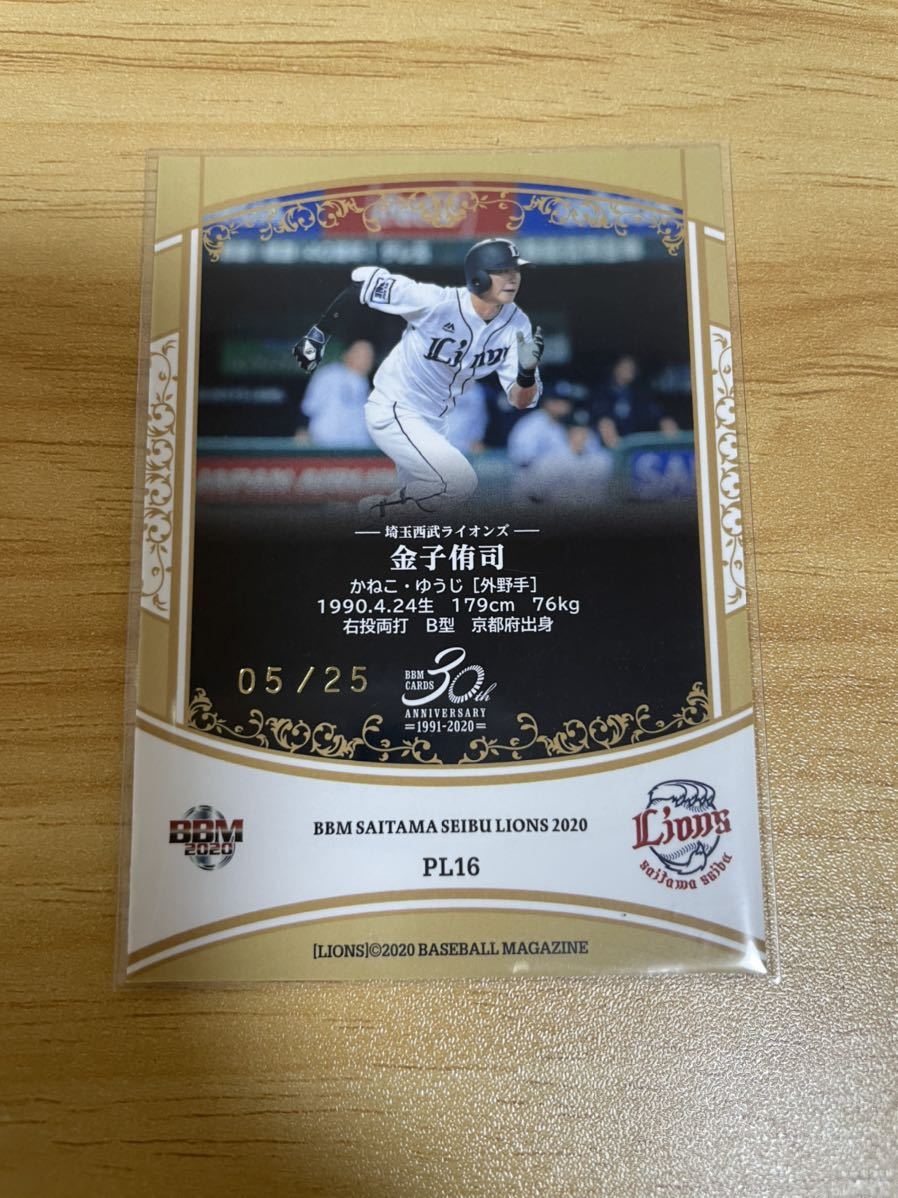 Lions
JAPAN AIRLINES
埼玉西武ライオンズ
金子侑司
かねこ・ゆうじ［外野手］
1990.4.24生 179cm 76kg
右投両打 B型 京都府出身
05/25
BBM CARDS 30th
ANNIVERSARY
=1991-2020=
BBM
2020
BBM SAITAMA SEIBU LIONS 2020
PL16
Lions
saitama seibu
[LIONS]©2020 BASEBALL MAGAZINE